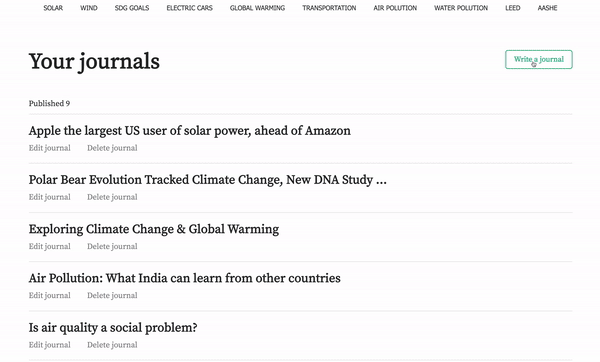 SOLAR WIND SDG GOALS ELECTRIC CARS GLOBAL WARMING TRANSPORTATION AIR POLUTION WATER POLUTION LEED AASHE
Your journals
Write a journal
Published 9
Apple the largest US user of solar power, ahead of Amazon
Edit journal Delete journal
Polar Bear Evolution Tracked Climate Change, New DNA Study ...
Edit journal Delete journal
Exploring Climate Change & Global Warming
Edit journal Delete journal
Air Pollution: What India can learn from other countries
Edit journal Delete journal
Is air quality a social problem?
Edit journal Delete journal